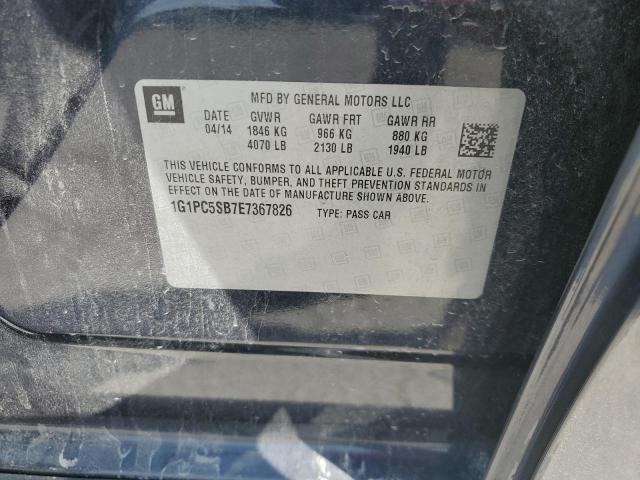 GM
MFD BY GENERAL MOTORS LLC
DATE GVWR GAWR FRT GAWR RR
04/14 1846 KG 966 KG 880 KG
4070 LB 2130 LB 1940 LB
THIS VEHICLE CONFORMS TO ALL APPLICABLE U.S. FEDERAL MOTOR
VEHICLE SAFETY, BUMPER, AND THEFT PREVENTION STANDARDS IN
EFFECT ON THE DATE OF MANUFACTURE SHOWN ABOVE.
1G1PC5SB7E7367826 TYPE: PASS CAR